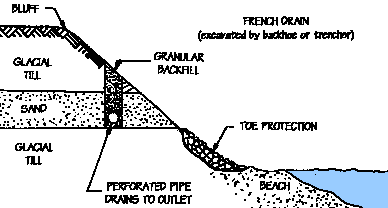 BLUFF
FRENCH DRAIN
(excavated by backhoe or trencher)
GRANULAR
BACKFILL
GLACIAL
TILL
SAND
TOE PROTECTION
GLACIAL
TILL
PERFORATED PIPE
DRAINS TO OUTLET
BEACH